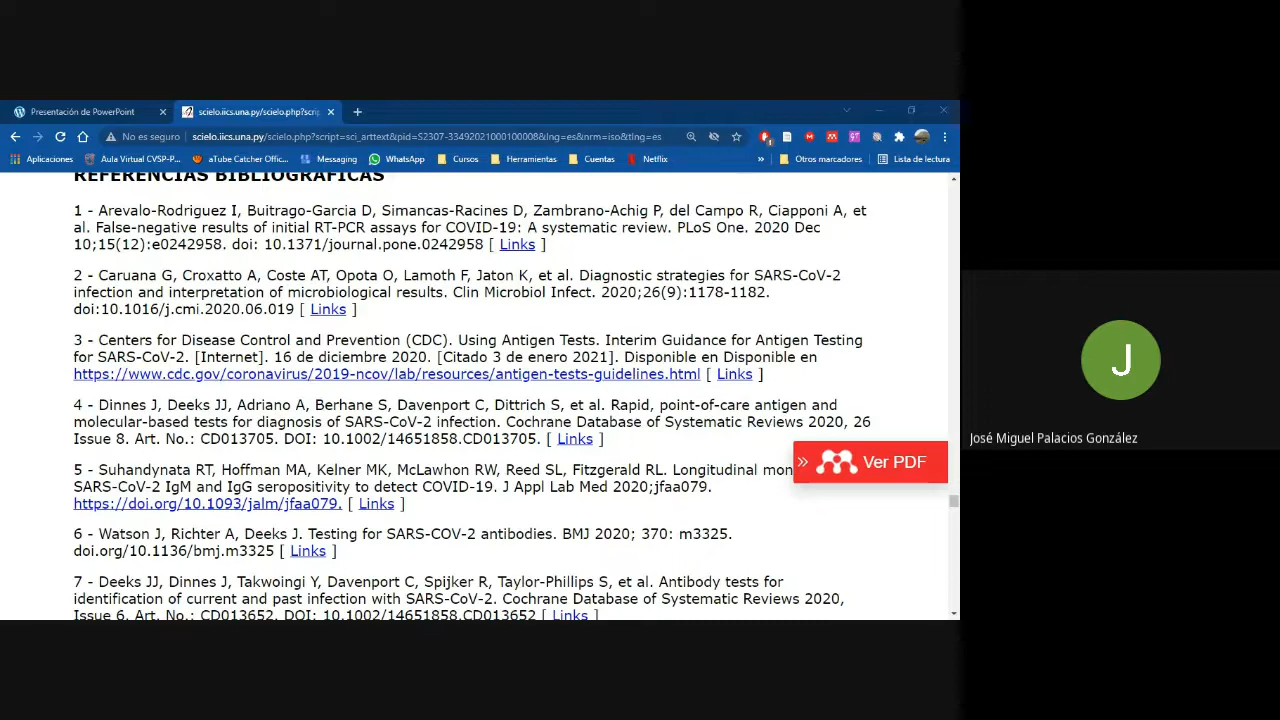 Presentación de PowerPoint
scielo.iics.una.py/scielo.php?scrip
No es seguro
scielo.iics.una.py/scielo.php?script=sci_arttext&pid=S2307-33492021000100008&lng=es&nrm=iso&tlng=es
Aplicaciones
Aula Virtual CVSP-P...
aTube Catcher Offic...
Messaging
WhatsApp
Cursos
Herramientas
Cuentas
Netflix
»
Otros marcadores
Lista de lectura
REFERENCIAS BIBLIOGRÁFICAS
1 - Arevalo-Rodriguez I, Buitrago-Garcia D, Simancas-Racines D, Zambrano-Achig P, del Campo R, Ciapponi A, et
al. False-negative results of initial RT-PCR assays for COVID-19: A systematic review. PLoS One. 2020 Dec
10;15(12):e0242958. doi: 10.1371/journal.pone.0242958 [ Links ]
2 - Caruana G, Croxatto A, Coste AT, Opota O, Lamoth F, Jaton K, et al. Diagnostic strategies for SARS-CoV-2
infection and interpretation of microbiological results. Clin Microbiol Infect. 2020;26(9):1178-1182.
doi:10.1016/j.cmi.2020.06.019 [ Links ]
3 - Centers for Disease Control and Prevention (CDC). Using Antigen Tests. Interim Guidance for Antigen Testing
for SARS-CoV-2. [Internet]. 16 de diciembre 2020. [Citado 3 de enero 2021]. Disponible en Disponible en
https://www.cdc.gov/coronavirus/2019-ncov/lab/resources/antigen-tests-guidelines.html [ Links ]
4 - Dinnes J, Deeks JJ, Adriano A, Berhane S, Davenport C, Dittrich S, et al. Rapid, point-of-care antigen and
molecular-based tests for diagnosis of SARS-CoV-2 infection. Cochrane Database of Systematic Reviews 2020, 26
Issue 8. Art. No.: CD013705. DOI: 10.1002/14651858.CD013705. [ Links ]
5 - Suhandynata RT, Hoffman MA, Kelner MK, McLawhon RW, Reed SL, Fitzgerald RL. Longitudinal mon
SARS-CoV-2 IgM and IgG seropositivity to detect COVID-19. J Appl Lab Med 2020;jfaa079.
https://doi.org/10.1093/jalm/jfaa079. [ Links ]
» Ver PDF
6 - Watson J, Richter A, Deeks J. Testing for SARS-COV-2 antibodies. BMJ 2020; 370: m3325.
doi.org/10.1136/bmj.m3325 [ Links ]
7 - Deeks JJ, Dinnes J, Takwoingi Y, Davenport C, Spijker R, Taylor-Phillips S, et al. Antibody tests for
identification of current and past infection with SARS-CoV-2. Cochrane Database of Systematic Reviews 2020,
Issue 6. Art. No.: CD013652. DOI: 10.1002/14651858.CD013652 [ Links ]
J
José Miguel Palacios González